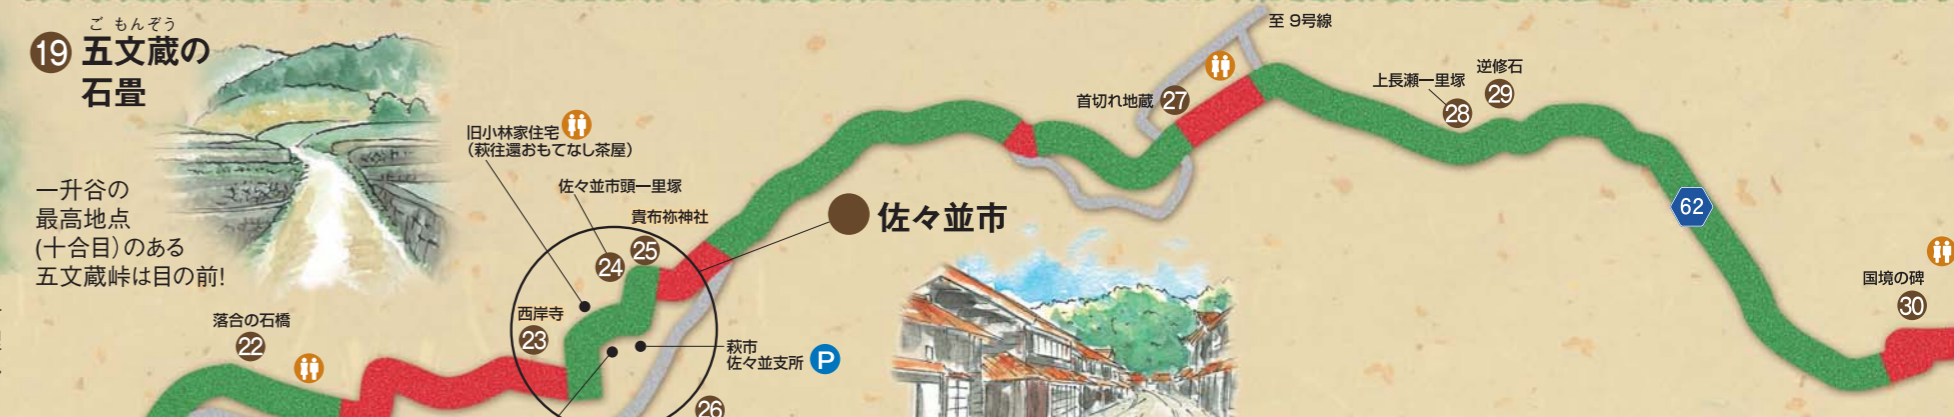 19 五文蔵の
ごもんぞう
石畳
一升谷の
最高地点
(十合目)のある
五文蔵峠は目の前!
落合の石橋
22
旧小林家住宅
(萩往還おもてなし茶屋)
佐々並市頭一里塚
24
貴布祢神社
25
西岸寺
23
萩市
佐々並支所 P
26
佐々並市
首切れ地蔵 27
至 9号線
上長瀬一里塚
28
逆修石
29
62
国境の碑
30